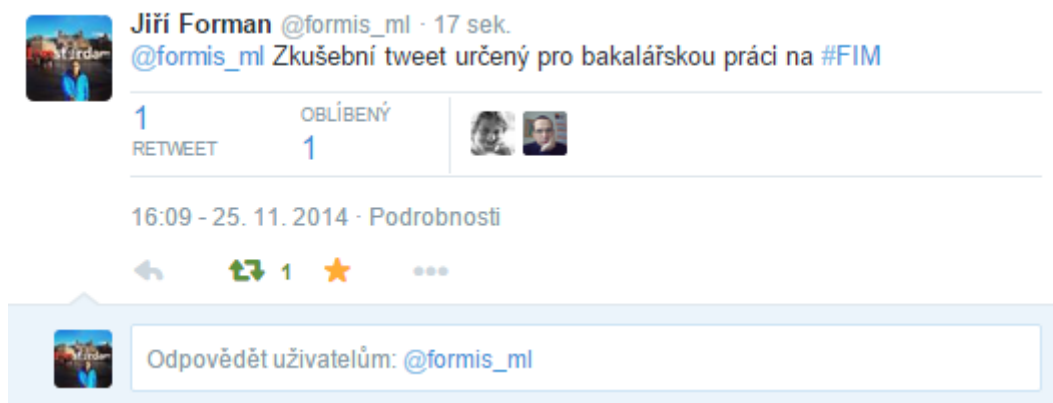 Jiří Forman @formis_ml · 17 sek.
@formis_ml Zkušební tweet určený pro bakalářskou práci na #FIM
1
RETWEET
OBLÍBENÝ
1
16:09 - 25. 11. 2014 · Podrobnosti
1
Odpovědět uživatelům: @formis_ml